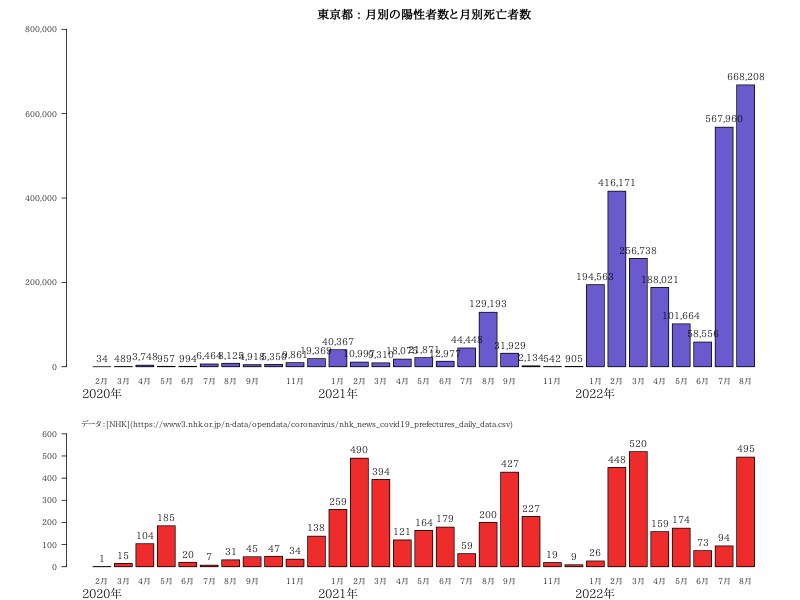 東京都：月別の陽性者数と月別死亡者数
800,000
600,000
400,000
200,000
0
34 489 3,748 957 994 6,464 8,125 4,918 5,350 9,861 19,369 40,367 10,997 9,310 18,075 21,871 12,977 44,448 129,193 31,929 2,134 542 905 194,563 416,171 256,738 188,021 101,664 58,556 567,960 668,208
2月 3月 4月 5月 6月 7月 8月 9月 11月 1月 2月 3月 4月 5月 6月 7月 8月 9月 11月 1月 2月 3月 4月 5月 6月 7月 8月
2020年 2021年 2022年
データ：[NHK](https://www3.nhk.or.jp/n-data/opendata/coronavirus/nhk_news_covid19_prefectures_daily_data.csv)
600
500
400
300
200
100
0
1 15 104 185 20 7 31 45 47 34 138 259 490 394 121 164 179 59 200 427 227 19 9 26 448 520 159 174 73 94 495
2月 3月 4月 5月 6月 7月 8月 9月 11月 1月 2月 3月 4月 5月 6月 7月 8月 9月 11月 1月 2月 3月 4月 5月 6月 7月 8月
2020年 2021年 2022年